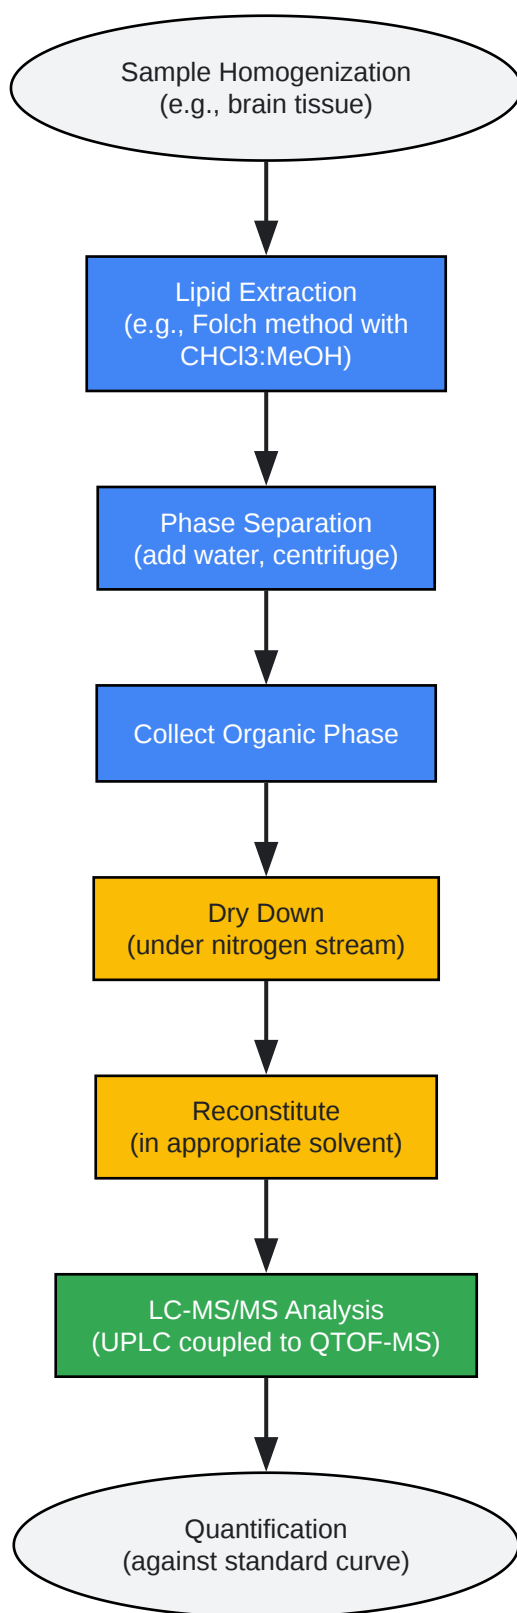 Sample Homogenization
(e.g., brain tissue)
Lipid Extraction
(e.g., Folch method with
CHCl3:MeOH)
Phase Separation
(add water, centrifuge)
Collect Organic Phase
Dry Down
(under nitrogen stream)
Reconstitute
(in appropriate solvent)
LC-MS/MS Analysis
(UPLC coupled to QTOF-MS)
Quantification
(against standard curve)